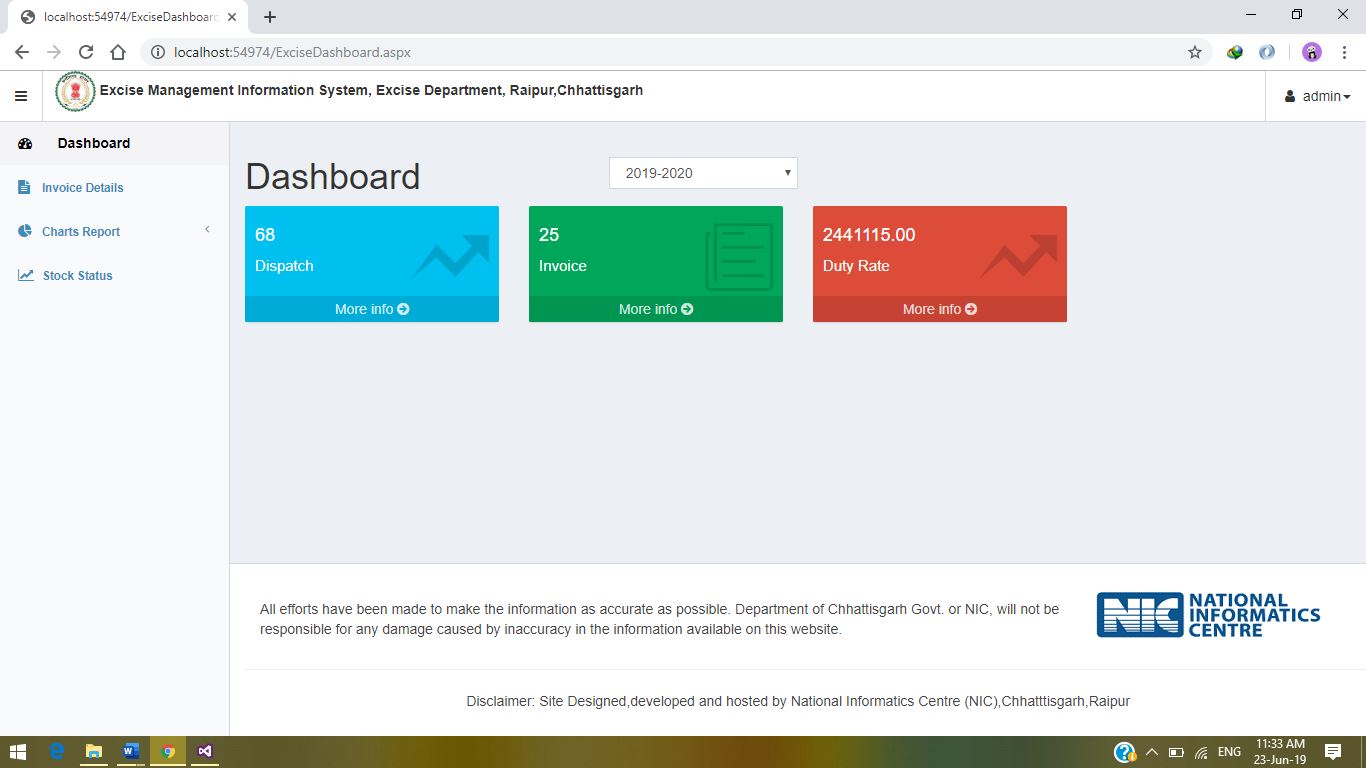 localhost:54974/ExciseDashboard
localhost:54974/ExciseDashboard.aspx
Excise Management Information System, Excise Department, Raipur,Chhattisgarh
admin
Dashboard
Invoice Details
Charts Report
Stock Status
Dashboard
2019-2020
68
Dispatch
More info
25
Invoice
More info
2441115.00
Duty Rate
More info
All efforts have been made to make the information as accurate as possible. Department of Chhattisgarh Govt. or NIC, will not be
responsible for any damage caused by inaccuracy in the information available on this website.
NIC
NATIONAL
INFORMATICS
CENTRE
Disclaimer: Site Designed,developed and hosted by National Informatics Centre (NIC),Chhatttisgarh,Raipur
ENG
11:33 AM
23-Jun-19